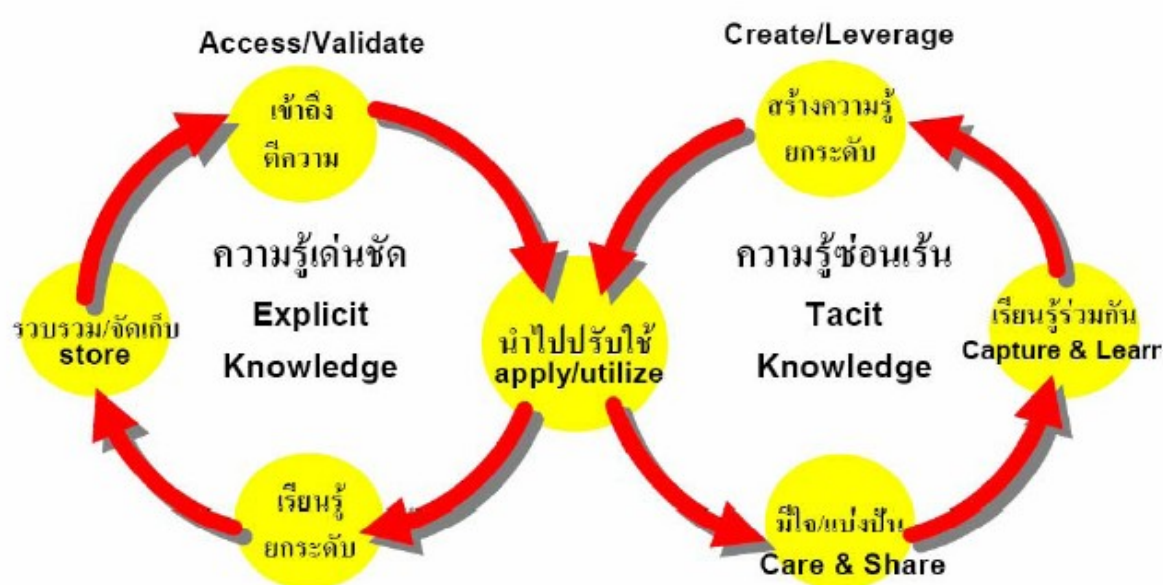 Access/Validate
เข้าถึง
ตีความ
ความรู้เด่นชัด
Explicit
Knowledge
รวบรวม/จัดเก็บ
store
เรียนรู้
ยกระดับ
นำไปปรับใช้
apply/utilize
Create/Leverage
สร้างความรู้
ยกระดับ
ความรู้ซ่อนเร้น
Tacit
Knowledge
เรียนรู้ร่วมกัน
Capture & Learn
มีใจ/แบ่งปัน
Care & Share